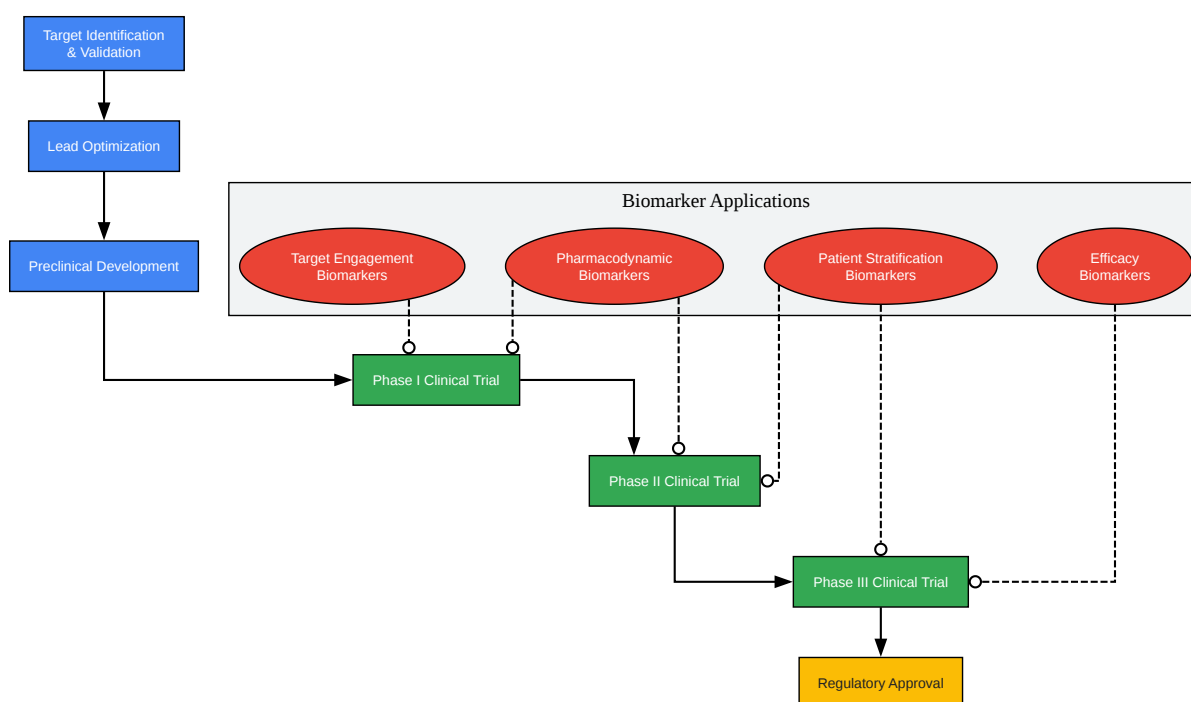 Target Identification
& Validation
Lead Optimization
Biomarker Applications
Preclinical Development
Target Engagement
Biomarkers
Pharmacodynamic
Biomarkers
Patient Stratification
Biomarkers
Efficacy
Biomarkers
Phase I Clinical Trial
Phase II Clinical Trial
Phase III Clinical Trial
Regulatory Approval